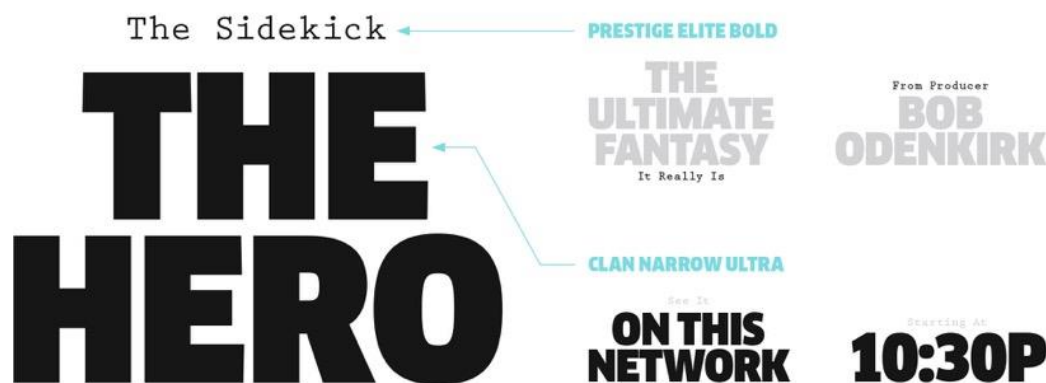 The Sidekick
THE
HERO
PRESTIGE ELITE BOLD
THE
ULTIMATE
FANTASY
It Really Is
From Producer
BOB
ODENKIRK
CLAN NARROW ULTRA
See It
ON THIS
NETWORK
Starting At
10:30P